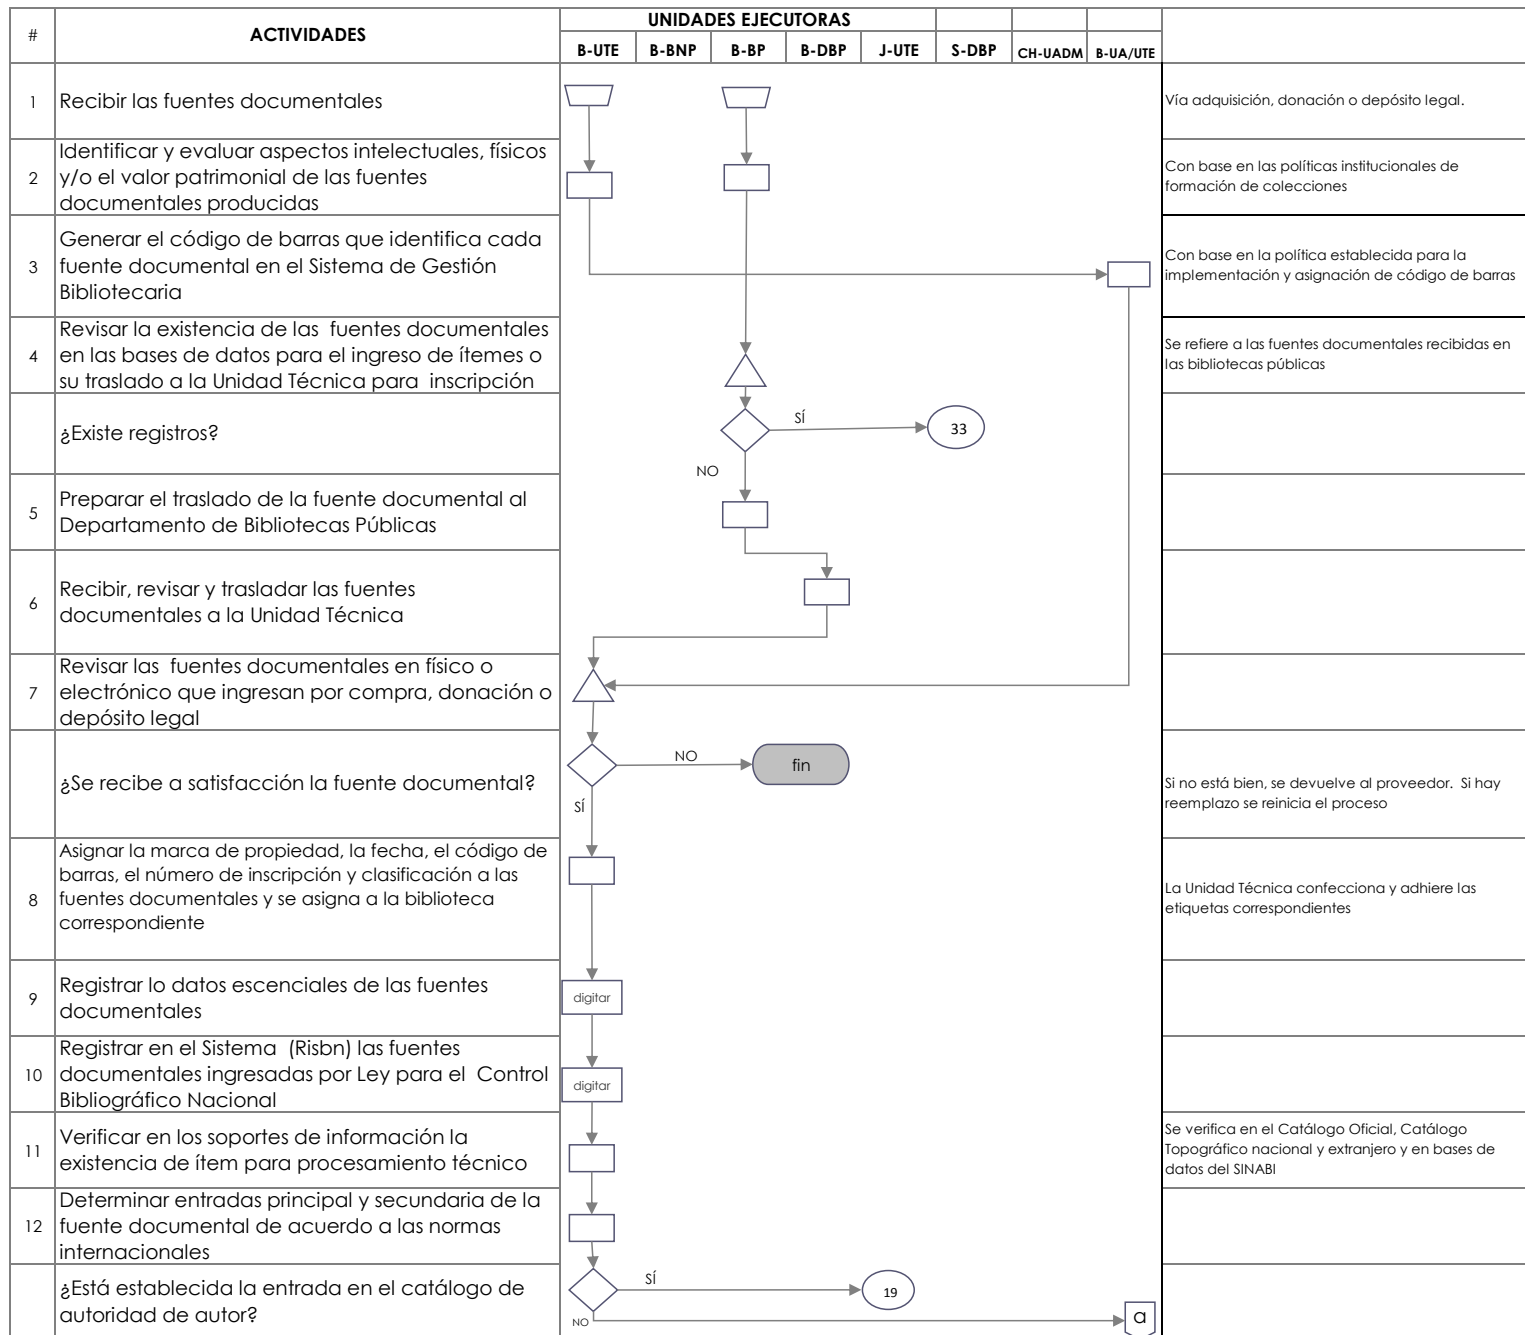 #
ACTIVIDADES
UNIDADES EJECUTORAS
B-UTE
B-BNP
B-BP
B-DBP
J-UTE
S-DBP
CH-UADM
B-UA/UTE
1
Recibir las fuentes documentales
Vía adquisición, donación o depósito legal.
2
Identificar y evaluar aspectos intelectuales, físicos
y/o el valor patrimonial de las fuentes
documentales producidas
Con base en las políticas institucionales de
formación de colecciones
3
Generar el código de barras que identifica cada
fuente documental en el Sistema de Gestión
Bibliotecaria
Con base en la política establecida para la
implementación y asignación de código de barras
4
Revisar la existencia de las  fuentes documentales
en las bases de datos para el ingreso de ítemes o
su traslado a la Unidad Técnica para  inscripción
Se refiere a las fuentes documentales recibidas en
las bibliotecas públicas
¿Existe registros?
SÍ
33
NO
5
Preparar el traslado de la fuente documental al
Departamento de Bibliotecas Públicas
6
Recibir, revisar y trasladar las fuentes
documentales a la Unidad Técnica
7
Revisar las  fuentes documentales en físico o
electrónico que ingresan por compra, donación o
depósito legal
¿Se recibe a satisfacción la fuente documental?
NO
fin
SÍ
Si no está bien, se devuelve al proveedor.  Si hay
reemplazo se reinicia el proceso
8
Asignar la marca de propiedad, la fecha, el código de
barras, el número de inscripción y clasificación a las
fuentes documentales y se asigna a la biblioteca
correspondiente
La Unidad Técnica confecciona y adhiere las
etiquetas correspondientes
9
Registrar lo datos escenciales de las fuentes
documentales
digitar
10
Registrar en el Sistema  (Risbn) las fuentes
documentales ingresadas por Ley para el  Control
Bibliográfico Nacional
digitar
11
Verificar en los soportes de información la
existencia de ítem para procesamiento técnico
Se verifica en el Catálogo Oficial, Catálogo
Topográfico nacional y extranjero y en bases de
datos del SINABI
12
Determinar entradas principal y secundaria de la
fuente documental de acuerdo a las normas
internacionales
¿Está establecida la entrada en el catálogo de
autoridad de autor?
SÍ
19
NO
a